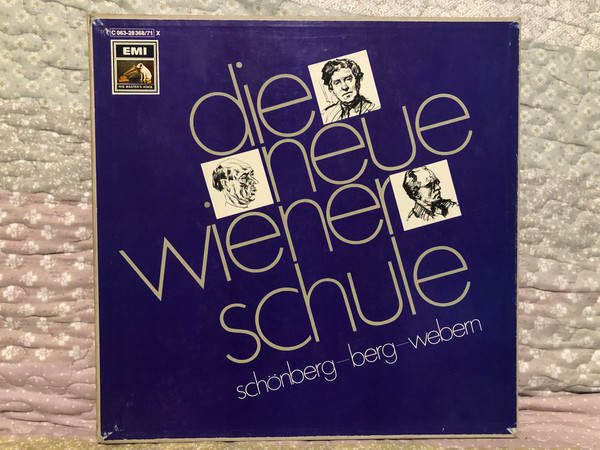 1 C 063-28 368/71 X
EMI
HIS MASTER'S VOICE
die
neue
wiener
schule
schönberg–berg–webern